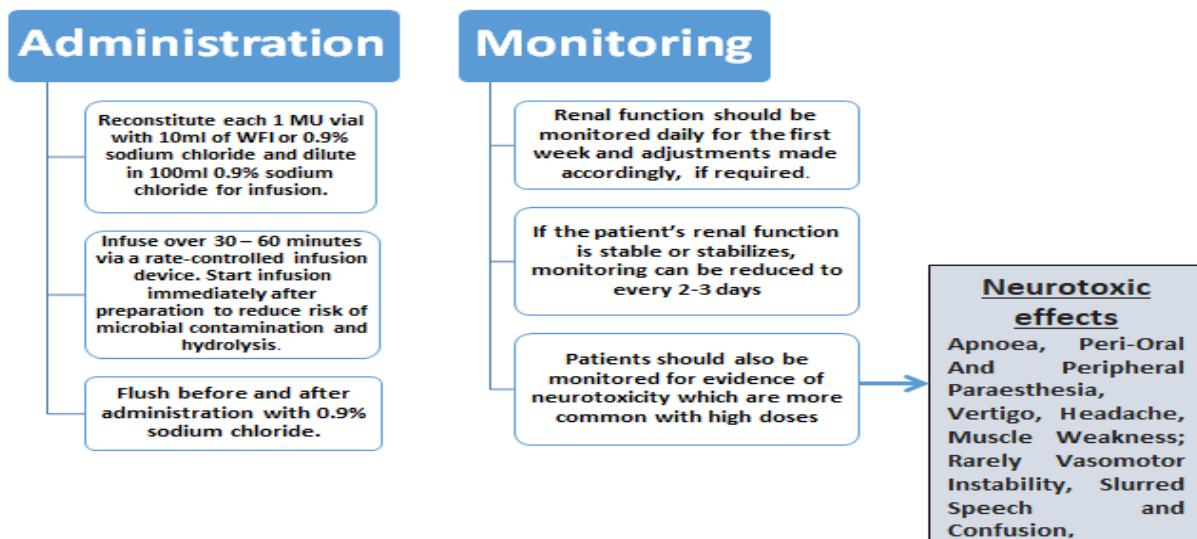 Administration
Reconstitute each 1 MU vial
with 10ml of WFI or 0.9%
sodium chloride and dilute
in 100ml 0.9% sodium
chloride for infusion.
Infuse over 30 – 60 minutes
via a rate-controlled infusion
device. Start infusion
immediately after
preparation to reduce risk of
microbial contamination and
hydrolysis.
Flush before and after
administration with 0.9%
sodium chloride.
Monitoring
Renal function should be
monitored daily for the first
week and adjustments made
accordingly, if required.
If the patient's renal function
is stable or stabilizes,
monitoring can be reduced to
every 2-3 days
Patients should also be
monitored for evidence of
neurotoxicity which are more
common with high doses
Neurotoxic
effects
Apnoea, Peri-Oral
And Peripheral
Paraesthesia,
Vertigo, Headache,
Muscle Weakness;
Rarely Vasomotor
Instability, Slurred
Speech and
Confusion,